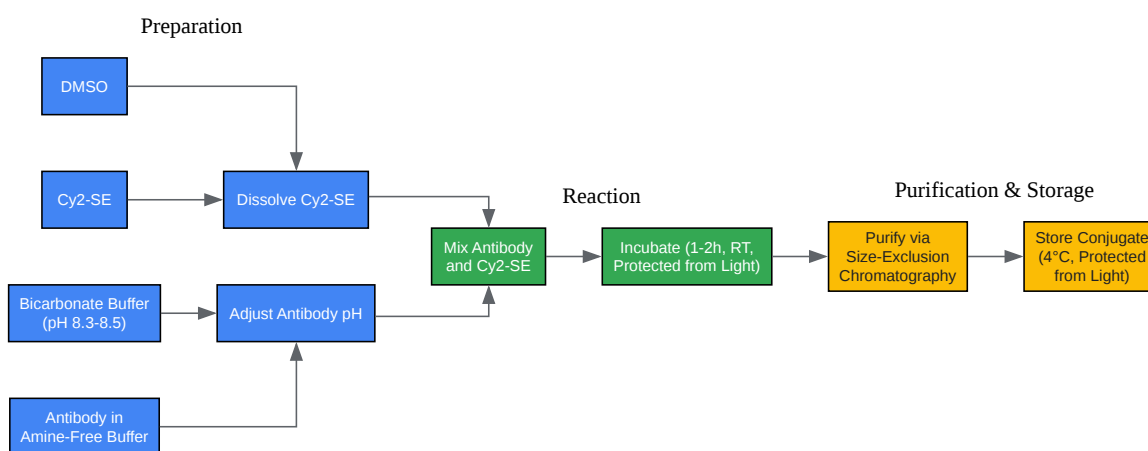 Preparation
DMSO
Cy2-SE
Dissolve Cy2-SE
Bicarbonate Buffer
(pH 8.3-8.5)
Adjust Antibody pH
Antibody in
Amine-Free Buffer
Reaction
Mix Antibody
and Cy2-SE
Incubate (1-2h, RT,
Protected from Light)
Purification & Storage
Purify via
Size-Exclusion
Chromatography
Store Conjugate
(4°C, Protected
from Light)